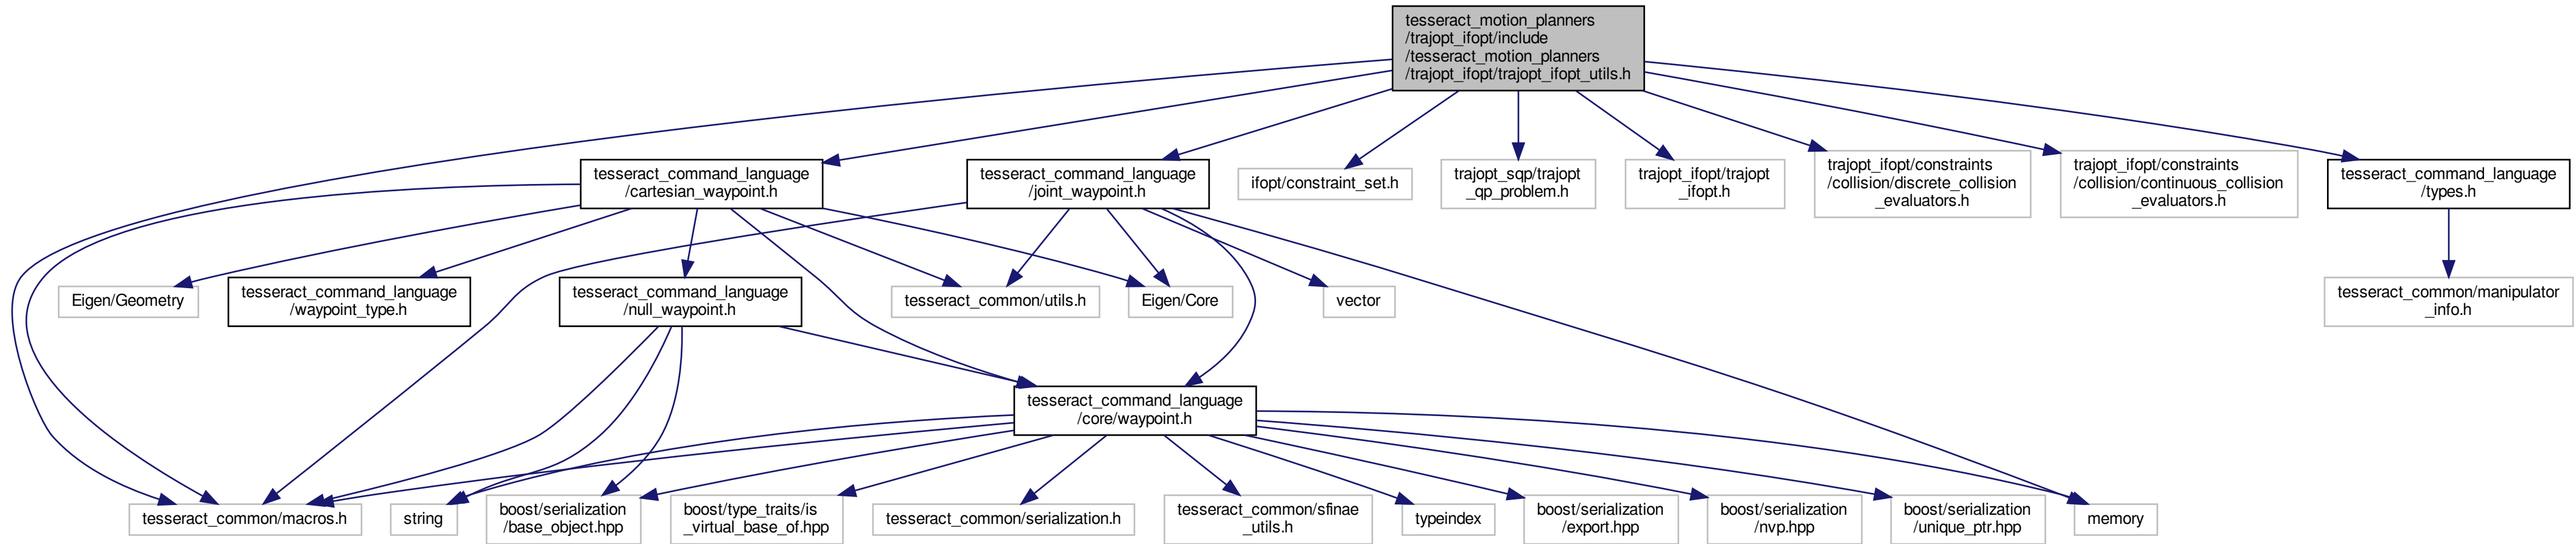 tesseract_motion_planners
/trajopt_ifopt/include
/tesseract_motion_planners
/trajopt_ifopt/trajopt_ifopt_utils.h
tesseract_command_language
/cartesian_waypoint.h
tesseract_command_language
/joint_waypoint.h
ifopt/constraint_set.h
trajopt_sqp/trajopt
_qp_problem.h
trajopt_ifopt/trajopt
_ifopt.h
trajopt_ifopt/constraints
/collision/discrete_collision
_evaluators.h
trajopt_ifopt/constraints
/collision/continuous_collision
_evaluators.h
tesseract_command_language
/types.h
Eigen/Geometry
tesseract_command_language
/waypoint_type.h
tesseract_command_language
/null_waypoint.h
tesseract_common/utils.h
Eigen/Core
vector
tesseract_common/manipulator
_info.h
tesseract_command_language
/core/waypoint.h
tesseract_common/macros.h
string
boost/serialization
/base_object.hpp
boost/type_traits/is
_virtual_base_of.hpp
tesseract_common/serialization.h
tesseract_common/sfinae
_utils.h
typeindex
boost/serialization
/export.hpp
boost/serialization
/nvp.hpp
boost/serialization
/unique_ptr.hpp
memory